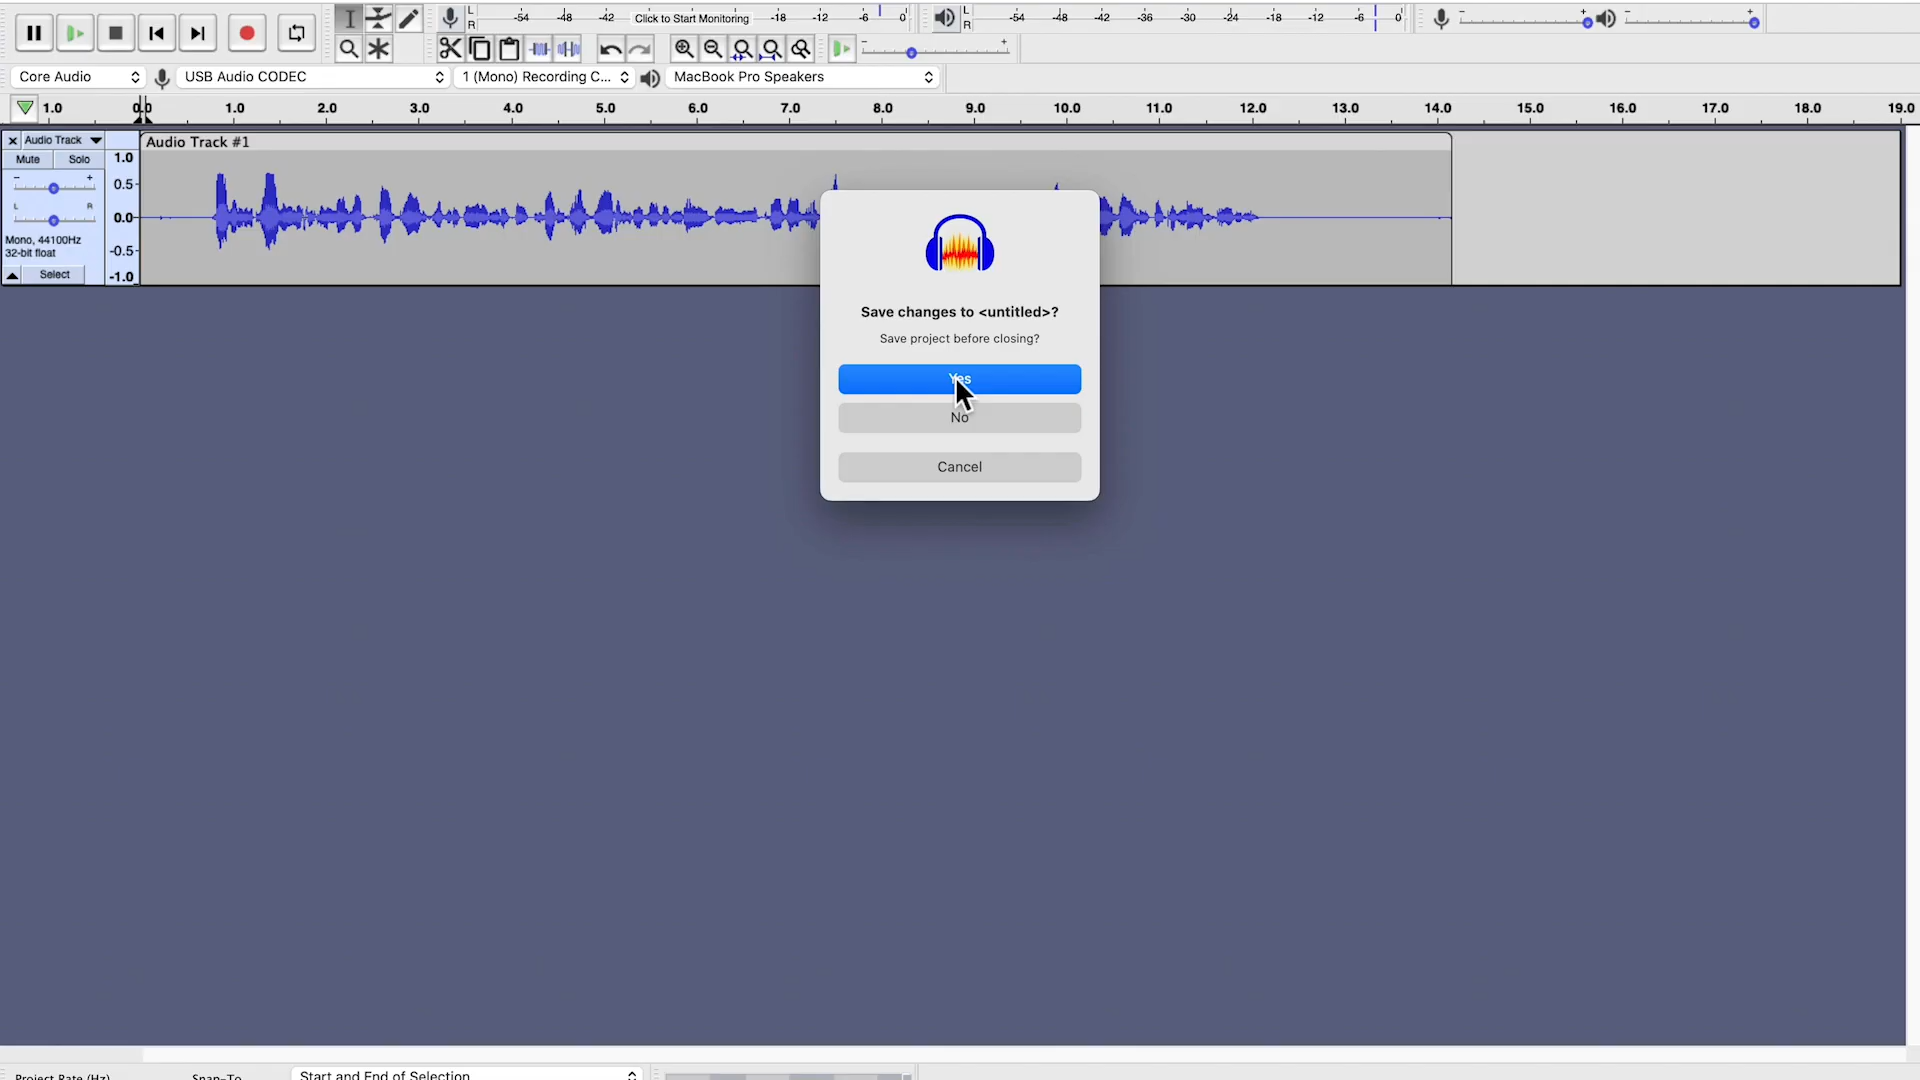 L
R
-54 -48 -42 Click to Start Monitoring -18 -12 -6 0
L
R
-54 -48 -42 -36 -30 -24 -18 -12 -6 0
- +
- +
- +
Core Audio
USB Audio CODEC
1 (Mono) Recording C...
MacBook Pro Speakers
1.0 0.0 1.0 2.0 3.0 4.0 5.0 6.0 7.0 8.0 9.0 10.0 11.0 12.0 13.0 14.0 15.0 16.0 17.0 18.0 19.0
Audio Track
Mute Solo
- +
L R
Mono, 44100Hz
32-bit float
Select
1.0
0.5
0.0
-0.5
-1.0
Audio Track #1
Save changes to <untitled>?
Save project before closing?
Yes
No
Cancel
Project Rate (Hz)
Snap-To
Start and End of Selection